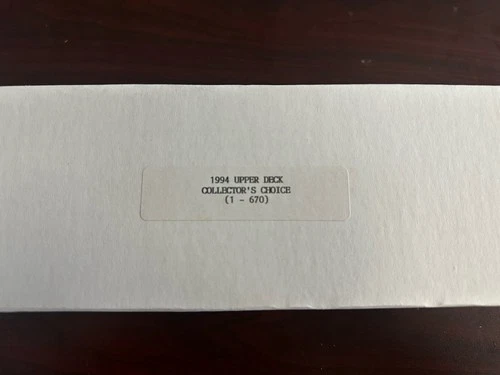 1994 UPPER DECK
COLLECTOR'S CHOICE
(1 - 670)